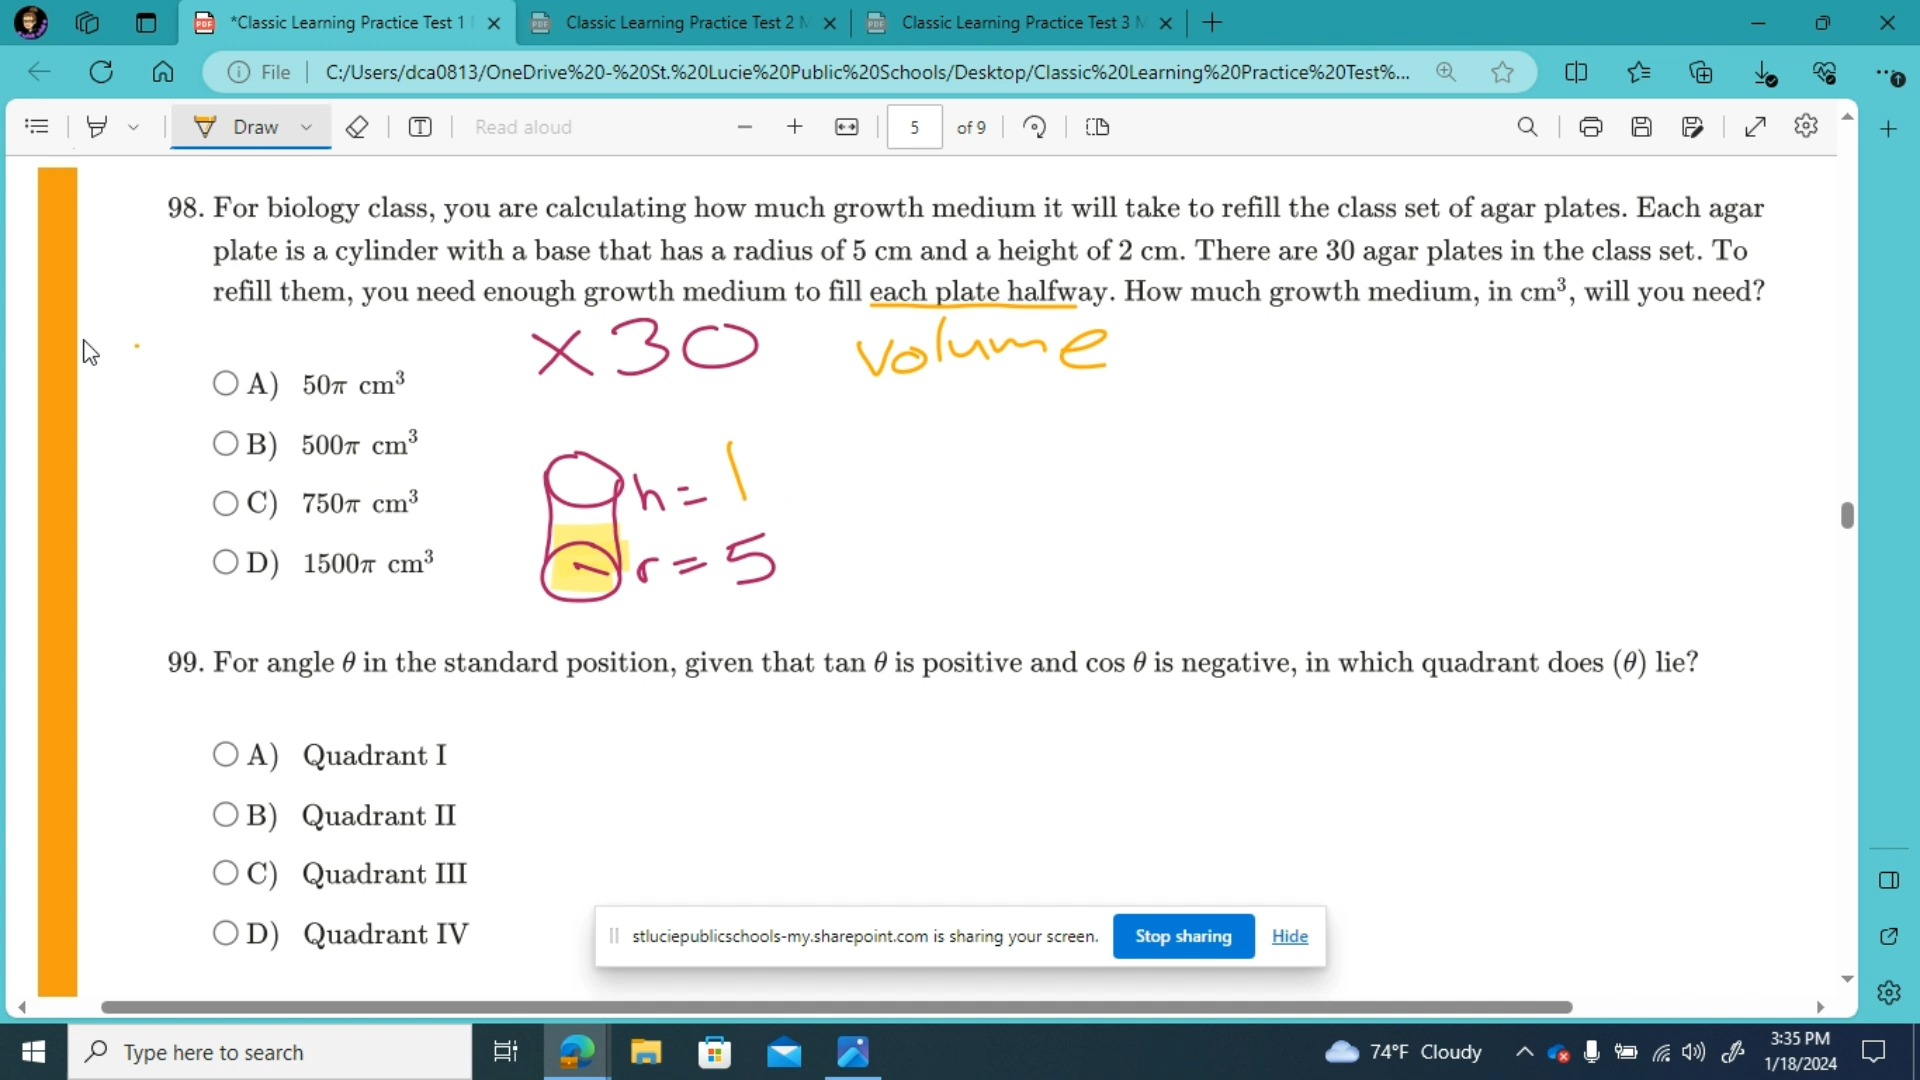 *Classic Learning Practice Test 1
Classic Learning Practice Test 2 M
Classic Learning Practice Test 3 M
File
C:/Users/dca0813/OneDrive%20-%20St.%20Lucie%20Public%20Schools/Desktop/Classic%20Learning%20Practice%20Test%...
Draw
Read aloud
5 of 9
98. For biology class, you are calculating how much growth medium it will take to refill the class set of agar plates. Each agar
plate is a cylinder with a base that has a radius of 5 cm and a height of 2 cm. There are 30 agar plates in the class set. To
refill them, you need enough growth medium to fill each plate halfway. How much growth medium, in cm³, will you need?
×30 volume
A) 50π cm³
B) 500π cm³
h = 1
C) 750π cm³
r = 5
D) 1500π cm³
99. For angle θ in the standard position, given that tan θ is positive and cos θ is negative, in which quadrant does (θ) lie?
A) Quadrant I
B) Quadrant II
C) Quadrant III
D) Quadrant IV
stluciepublicschools-my.sharepoint.com is sharing your screen.
Stop sharing
Hide
Type here to search
74°F Cloudy
3:35 PM
1/18/2024